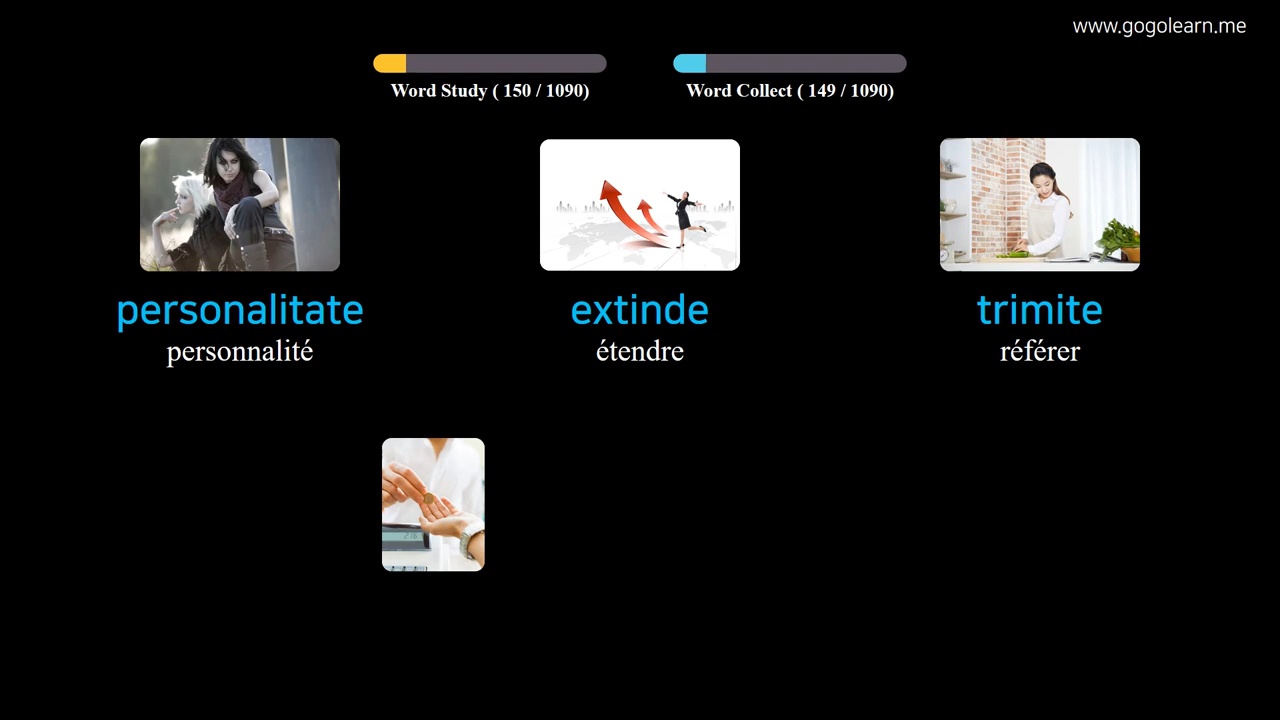 www.gogolearn.me
Word Study ( 150 / 1090)
Word Collect ( 149 / 1090)
personalitate
extinde
trimite
personnalité
étendre
référer